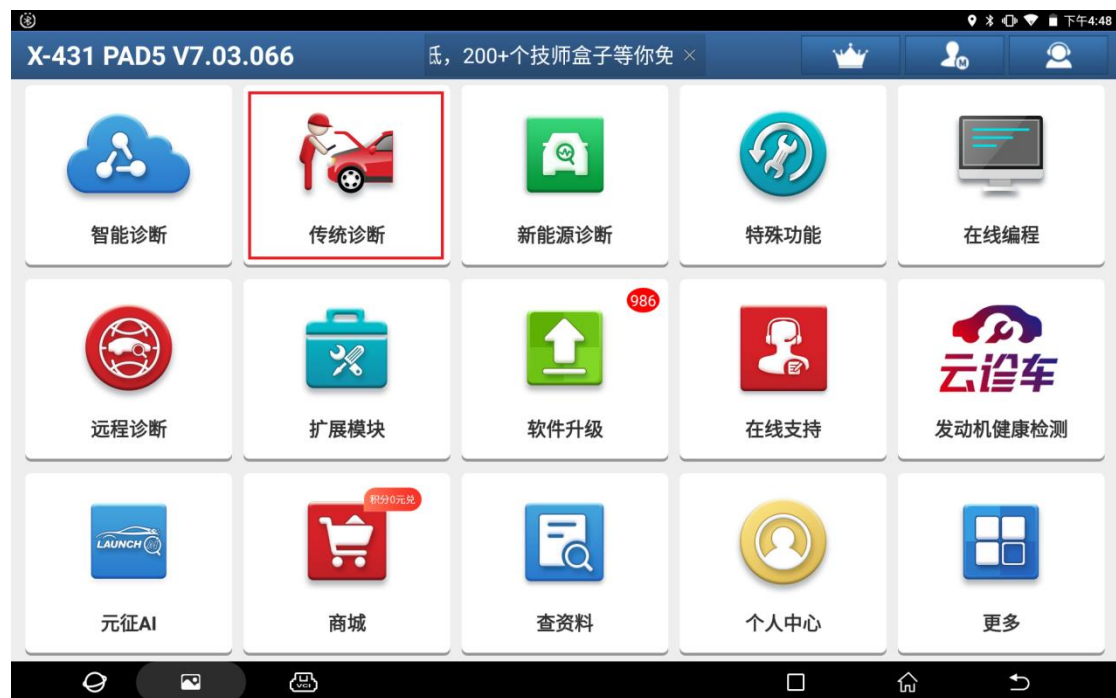 下午4:48
X-431 PAD5 V7.03.066
低，200+个技师盒子等你免 ×
M
智能诊断
传统诊断
新能源诊断
特殊功能
在线编程
986
云诊车
远程诊断
扩展模块
软件升级
在线支持
发动机健康检测
积分0元兑
LAUNCH
元征AI
商城
查资料
个人中心
更多
VCI